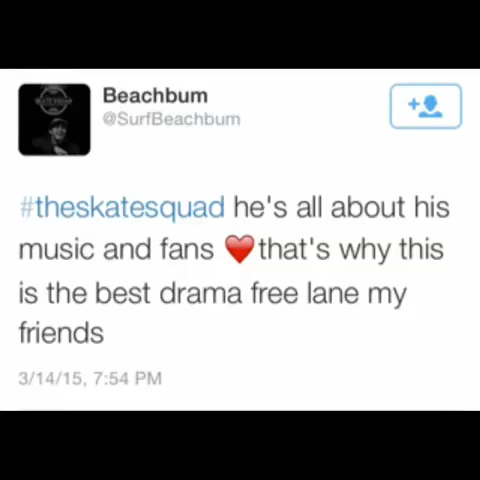 Beachbum
@SurfBeachbum
#theskatesquad he's all about his
music and fans ❤️that's why this
is the best drama free lane my
friends
3/14/15, 7:54 PM